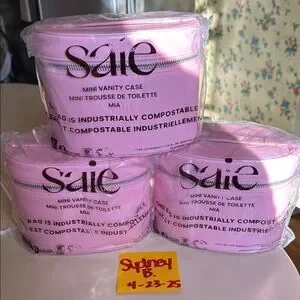 saie
MINI VANITY CASE
MINI TROUSSE DE TOILETTE
MIA
BAG IS INDUSTRIALLY COMPOSTABLE
EST COMPOSTABLE INDUSTRIELLEMENT
saie
MINI VANITY CASE
MINI TROUSSE DE TOILETTE
MIA
BAG IS INDUSTRIALLY COMPOS
EST COMPOSTABLE INDUST
saie
MINI VANITY CASE
MINI TROUSSE DE TOILETTE
MIA
BAG IS INDUSTRIALLY COMPOST
EST COMPOSTABLE INDUSTR
Sydney
B.
4-23-25